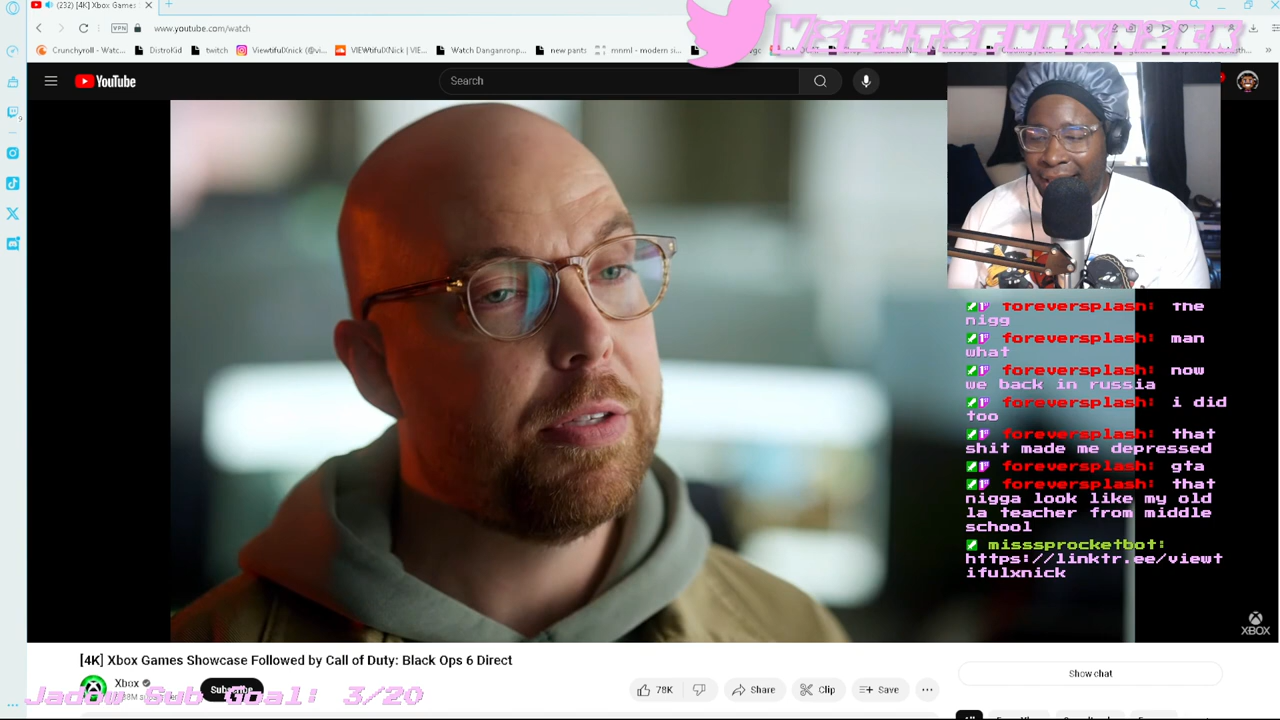 (232) [4K] Xbox Games
VPN
www.youtube.com/watch
Crunchyroll - Watc...
DistroKid
twitch
ViewtifulXNick (@vi...
VIEWtifulXNick | VIE...
Watch Danganronp...
new pants
mnml - modern si...
YouTube
Search
foreversplash: the
nigg
foreversplash: man
what
foreversplash: now
we back in russia
foreversplash: i did
too
foreversplash: that
shit made me depressed
foreversplash: gta
foreversplash: that
nigga look like my old
la teacher from middle
school
misssprocketbot:
https://linktr.ee/viewt
ifulxnick
XBOX
[4K] Xbox Games Showcase Followed by Call of Duty: Black Ops 6 Direct
Xbox
Subscribe
78K
Share
Clip
Save
Show chat
Sub Goal: 3/20
All